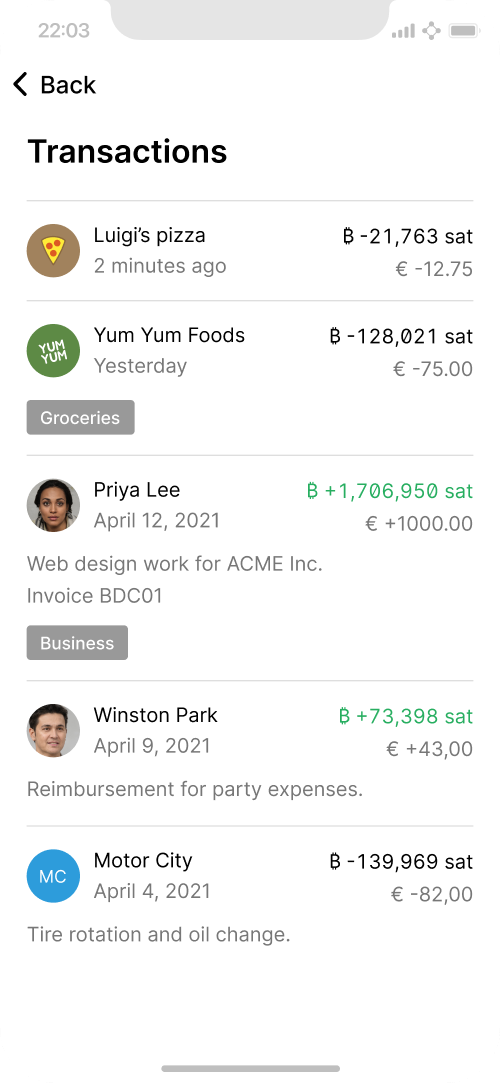 22:03
Back
Transactions
Luigi’s pizza
₿ -21,763 sat
2 minutes ago
€ -12.75
YUM
YUM
Yum Yum Foods
₿ -128,021 sat
Yesterday
€ -75.00
Groceries
Priya Lee
₿ +1,706,950 sat
April 12, 2021
€ +1000.00
Web design work for ACME Inc.
Invoice BDC01
Business
Winston Park
₿ +73,398 sat
April 9, 2021
€ +43,00
Reimbursement for party expenses.
MC
Motor City
₿ -139,969 sat
April 4, 2021
€ -82,00
Tire rotation and oil change.